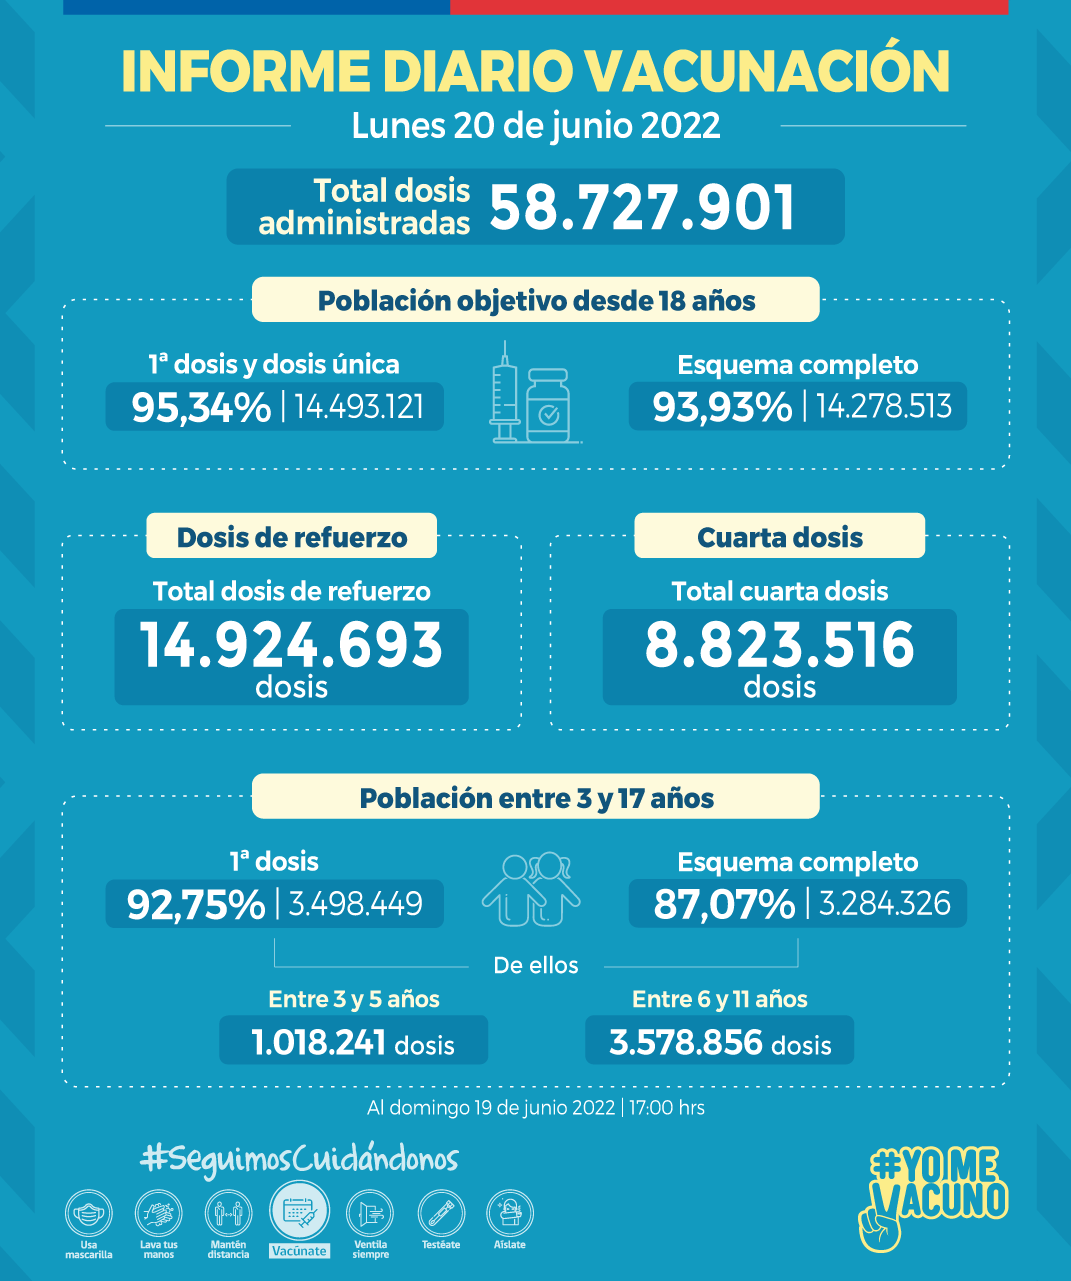 INFORME DIARIO VACUNACIÓN
Lunes 20 de junio 2022
Total dosis
administradas
58.727.901
Población objetivo desde 18 años
1ª dosis y dosis única
95,34% | 14.493.121
Esquema completo
93,93% | 14.278.513
Dosis de refuerzo
Total dosis de refuerzo
14.924.693
dosis
Cuarta dosis
Total cuarta dosis
8.823.516
dosis
Población entre 3 y 17 años
1ª dosis
92,75% | 3.498.449
Esquema completo
87,07% | 3.284.326
De ellos
Entre 3 y 5 años
1.018.241 dosis
Entre 6 y 11 años
3.578.856 dosis
Al domingo 19 de junio 2022 | 17:00 hrs
#SeguimosCuidándonos
Usa
mascarilla
Lava tus
manos
Mantén
distancia
Vacúnate
Ventila
siempre
Testéate
Aíslate
#YO ME
VACUNO